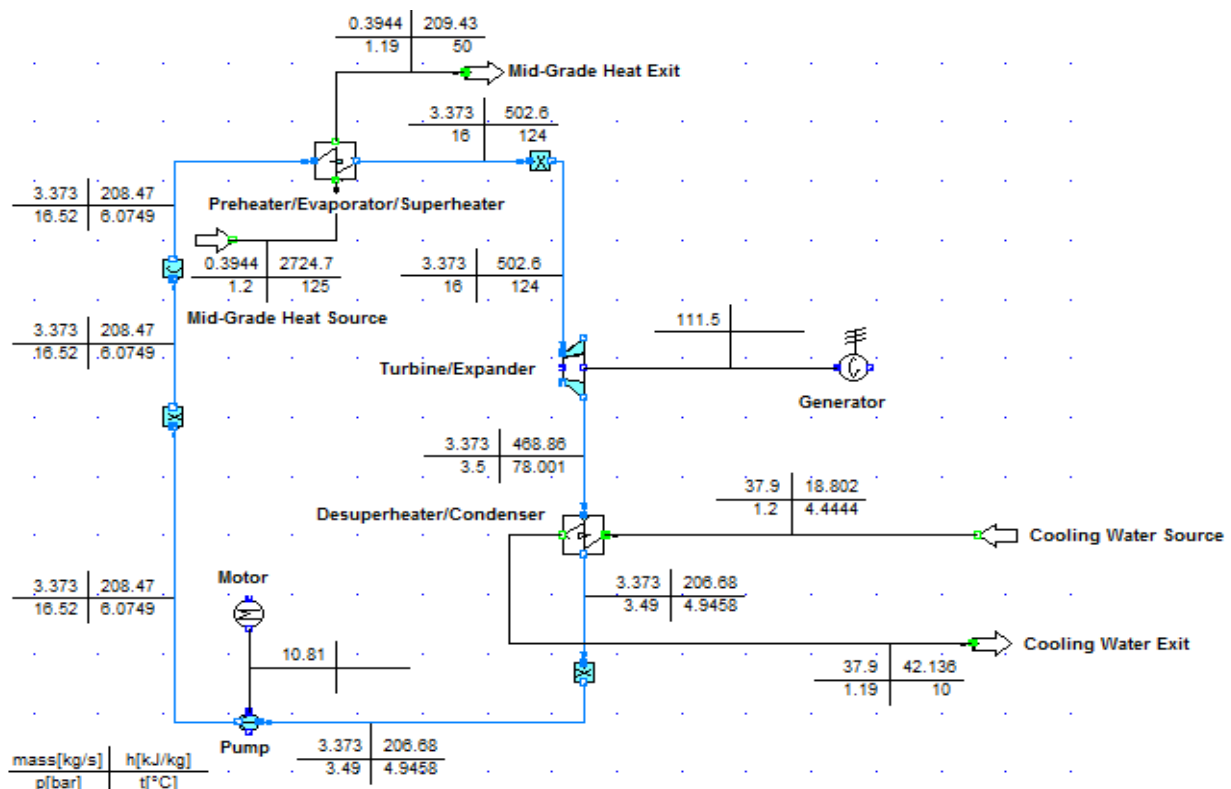 0.3944 209.43
1.19 50
Mid-Grade Heat Exit
3.373 502.6
16 124
3.373 208.47
16.52 6.0749
Preheater/Evaporator/Superheater
0.3944 2724.7
1.2 125
Mid-Grade Heat Source
3.373 502.6
16 124
3.373 208.47
16.52 6.0749
111.5
Turbine/Expander
G
Generator
3.373 468.86
3.5 78.001
37.9 18.802
1.2 4.4444
Desuperheater/Condenser
Cooling Water Source
3.373 208.47
16.52 6.0749
Motor
M
3.373 206.68
3.49 4.9458
10.81
Cooling Water Exit
37.9 42.136
1.19 10
Pump
3.373 206.68
3.49 4.9458
mass[kg/s] h[kJ/kg]
p[bar] t[°C]